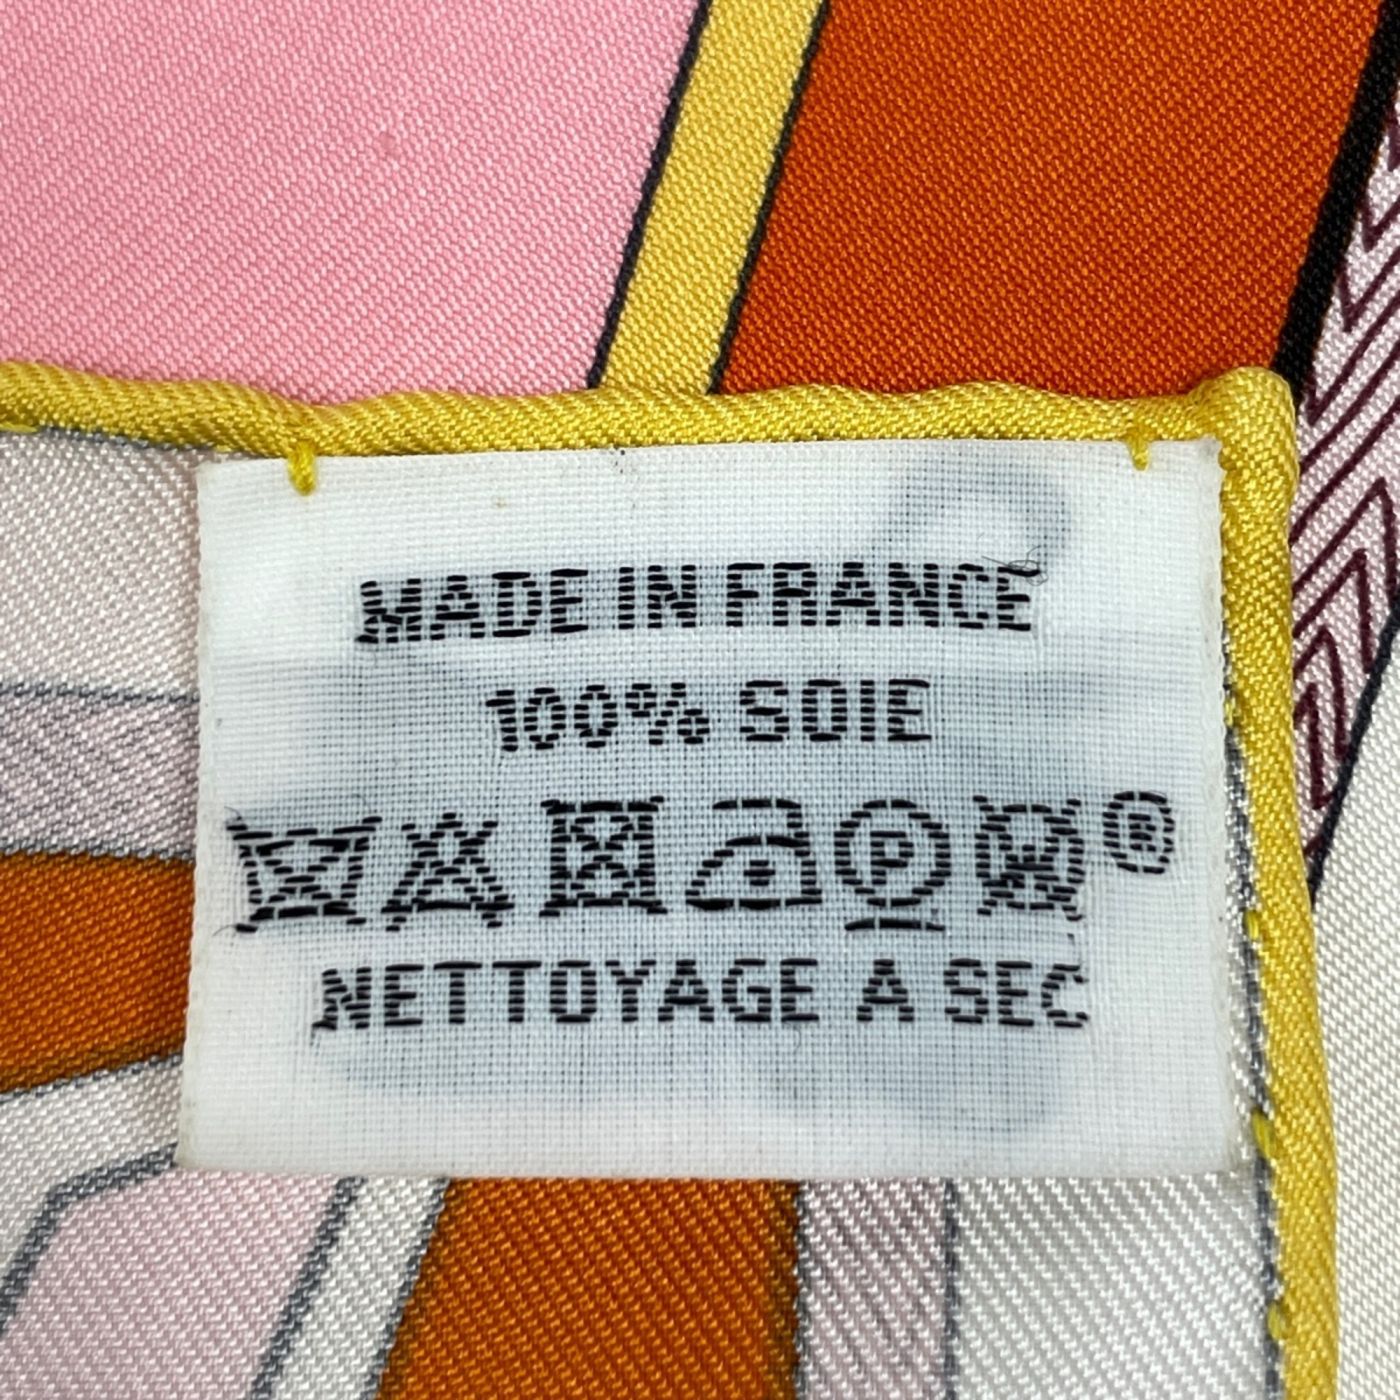 MADE IN FRANCE
100% SOIE
P ®
NETTOYAGE A SEC